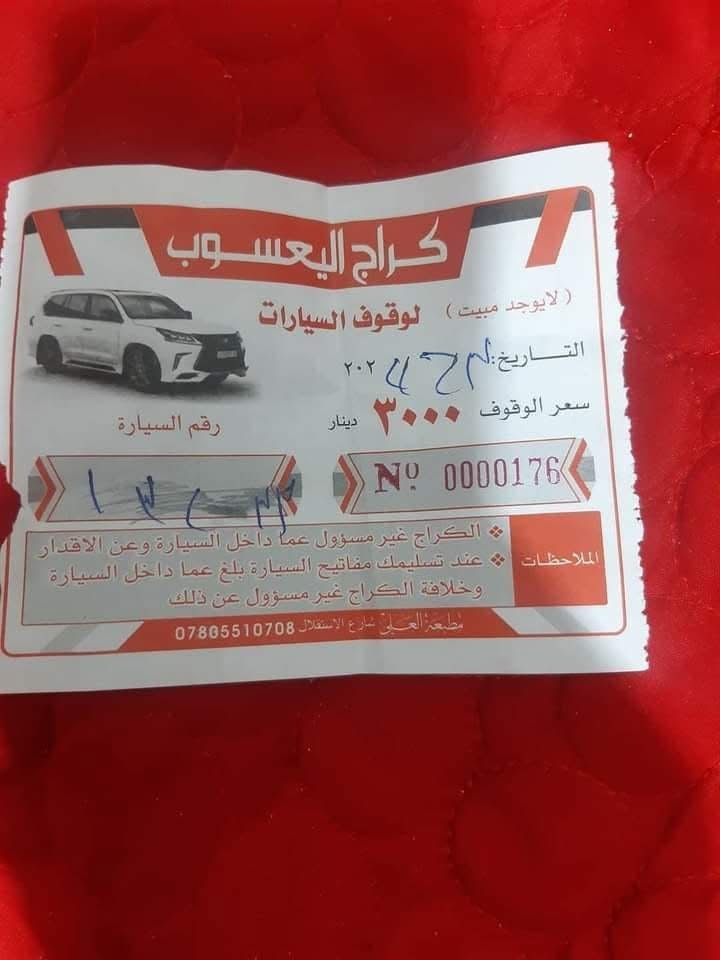 كراج اليعسوب
لوقوف السيارات ( لايوجد مبيت )
التاريخ: ٢٠٢
سعر الوقوف ٣٠٠٠ دينار
رقم السيارة
Nº 0000176
الملاحظات
❖ الكراج غير مسؤول عما داخل السيارة وعن الاقدار
❖ عند تسليمك مفاتيح السيارة بلغ عما داخل السيارة
وخلافة الكراج غير مسؤول عن ذلك
مطبعة العلي شارع الاستقلال 07805510708